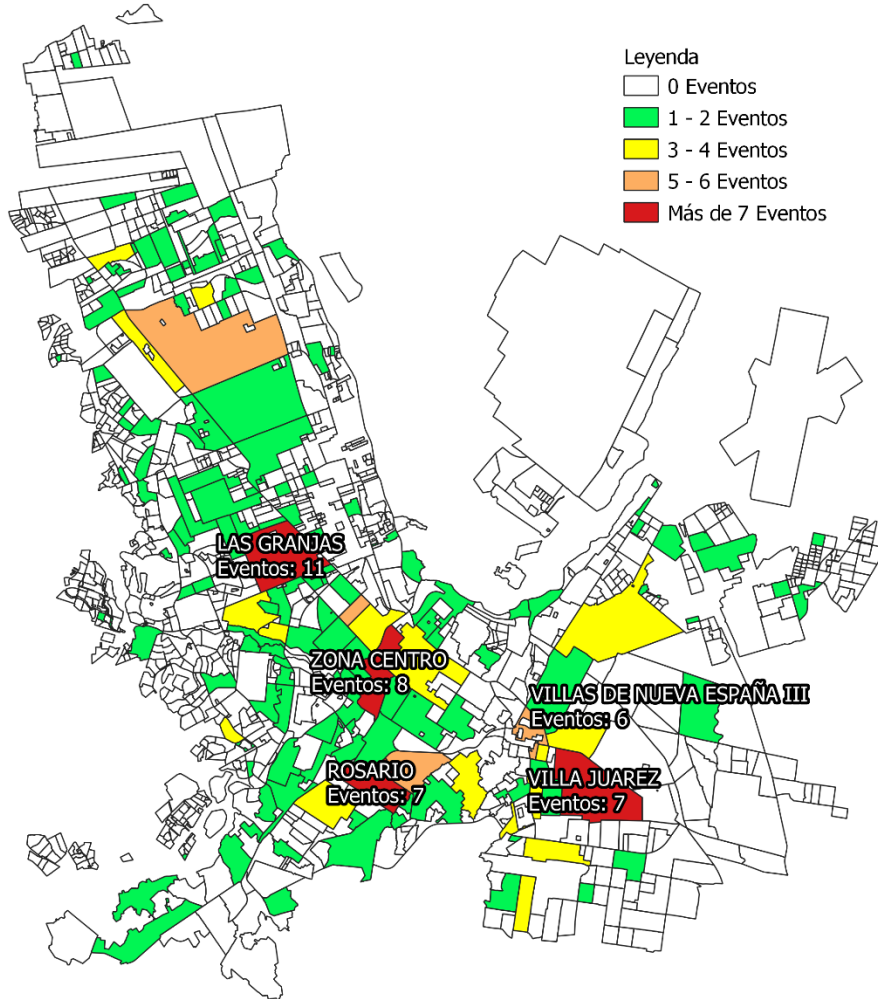 Leyenda
0 Eventos
1 - 2 Eventos
3 - 4 Eventos
5 - 6 Eventos
Más de 7 Eventos
LAS GRANJAS
Eventos: 11
ZONA CENTRO
Eventos: 8
VILLAS DE NUEVA ESPAÑA III
Eventos: 6
ROSARIO
Eventos: 7
VILLA JUAREZ
Eventos: 7